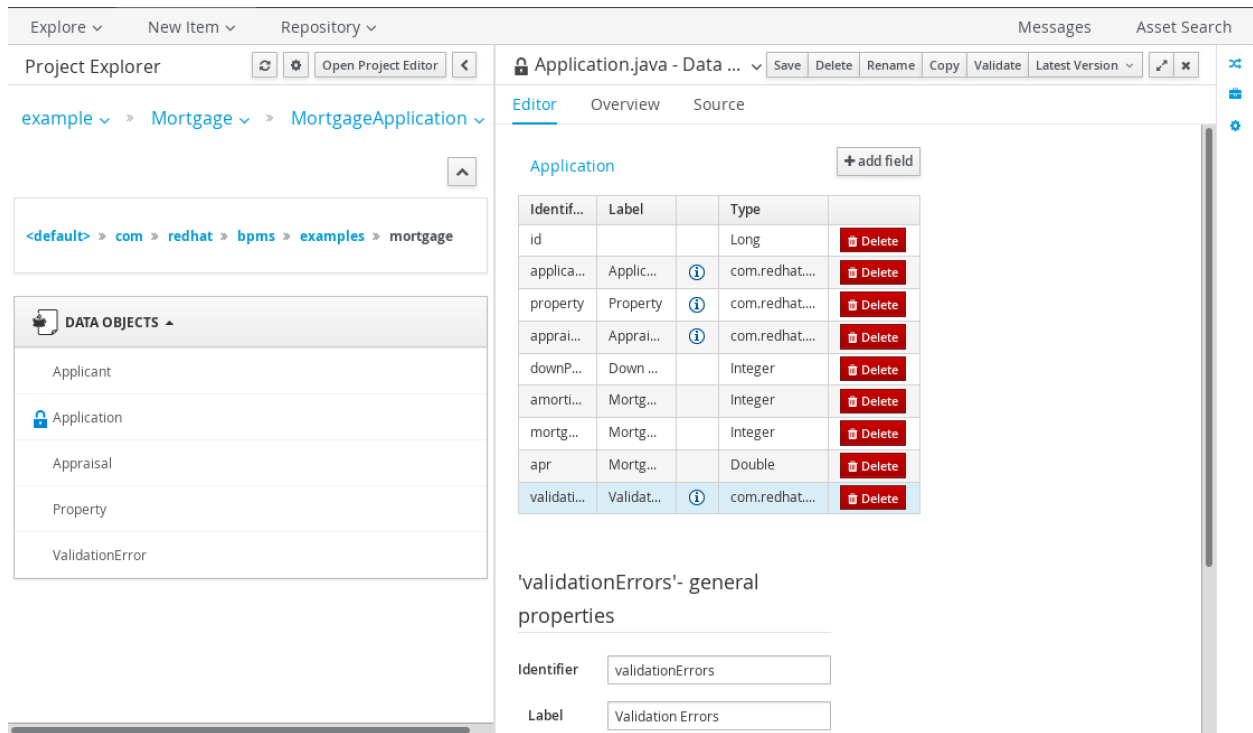 Explore New Item Repository Messages Asset Search
Project Explorer Open Project Editor
example » Mortgage » MortgageApplication
<default> » com » redhat » bpms » examples » mortgage
DATA OBJECTS
Applicant
Application
Appraisal
Property
ValidationError
Application.java - Data ... Save Delete Rename Copy Validate Latest Version
Editor Overview Source
Application + add field
Identif... Label Type
id Long Delete
applica... Applic... com.redhat.... Delete
property Property com.redhat.... Delete
apprai... Apprai... com.redhat.... Delete
downP... Down ... Integer Delete
amorti... Mortg... Integer Delete
mortg... Mortg... Integer Delete
apr Mortg... Double Delete
validati... Validat... com.redhat.... Delete
'validationErrors'- general
properties
Identifier validationErrors
Label Validation Errors